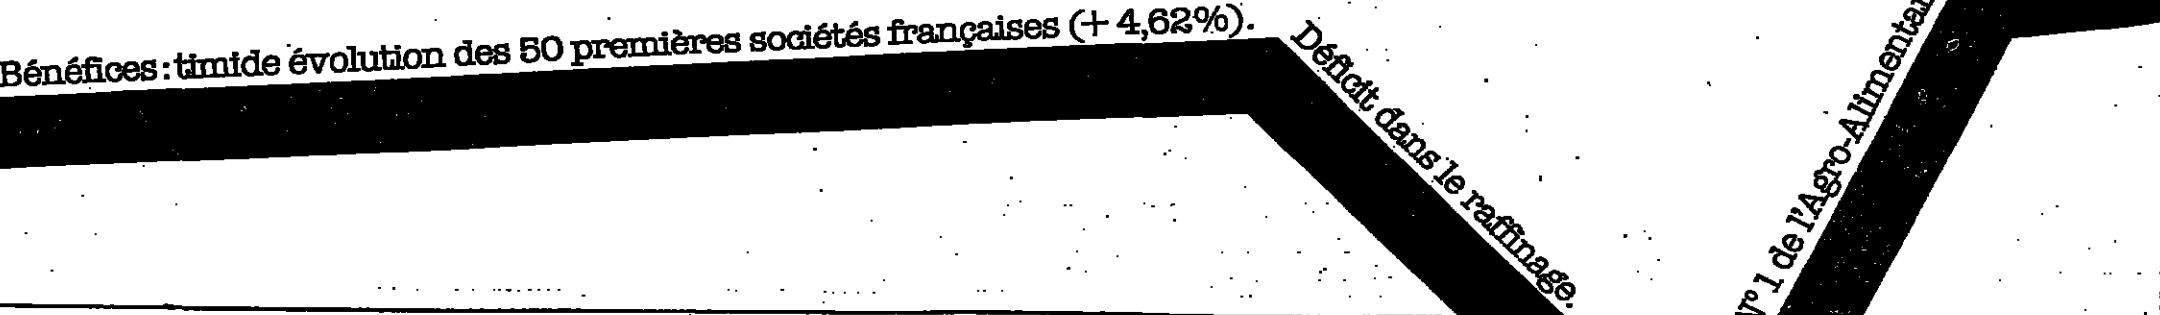 Bénéfices: timide évolution des 50 premières sociétés françaises (+ 4,62%).
Déficit dans le raffinage.
N° 1 de l'Agro-Alimentai